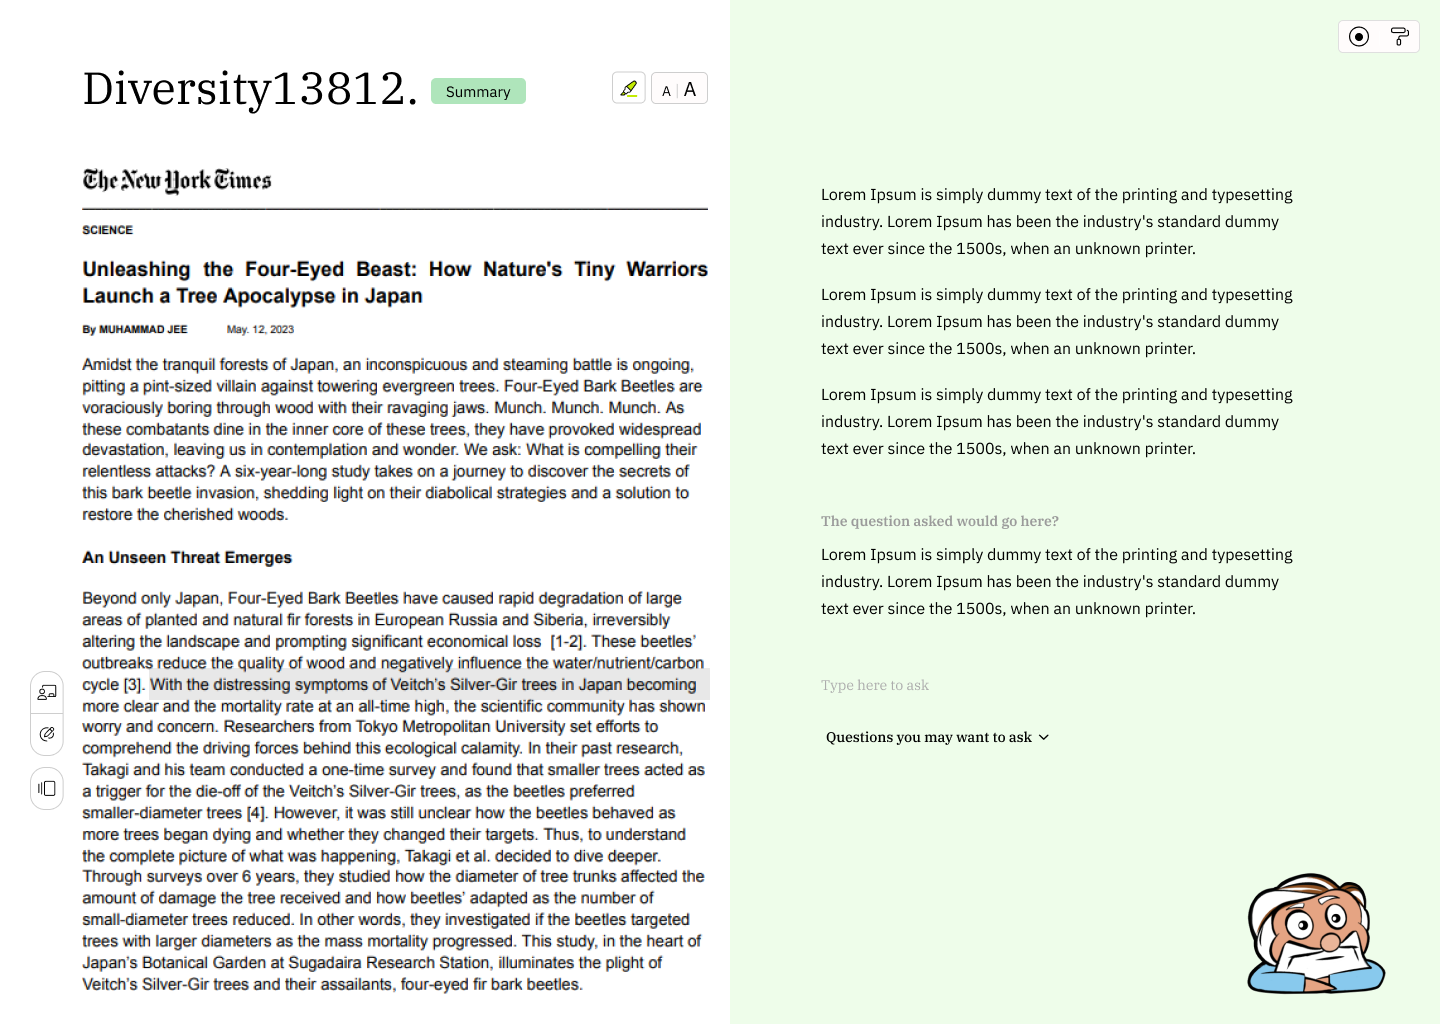 Diversity13812.
Summary
A A
The New York Times
SCIENCE
Unleashing the Four-Eyed Beast: How Nature's Tiny Warriors
Launch a Tree Apocalypse in Japan
By MUHAMMAD JEE May. 12, 2023
Amidst the tranquil forests of Japan, an inconspicuous and steaming battle is ongoing,
pitting a pint-sized villain against towering evergreen trees. Four-Eyed Bark Beetles are
voraciously boring through wood with their ravaging jaws. Munch. Munch. Munch. As
these combatants dine in the inner core of these trees, they have provoked widespread
devastation, leaving us in contemplation and wonder. We ask: What is compelling their
relentless attacks? A six-year-long study takes on a journey to discover the secrets of
this bark beetle invasion, shedding light on their diabolical strategies and a solution to
restore the cherished woods.
An Unseen Threat Emerges
Beyond only Japan, Four-Eyed Bark Beetles have caused rapid degradation of large
areas of planted and natural fir forests in European Russia and Siberia, irreversibly
altering the landscape and prompting significant economical loss [1-2]. These beetles'
outbreaks reduce the quality of wood and negatively influence the water/nutrient/carbon
cycle [3]. With the distressing symptoms of Veitch's Silver-Gir trees in Japan becoming
more clear and the mortality rate at an all-time high, the scientific community has shown
worry and concern. Researchers from Tokyo Metropolitan University set efforts to
comprehend the driving forces behind this ecological calamity. In their past research,
Takagi and his team conducted a one-time survey and found that smaller trees acted as
a trigger for the die-off of the Veitch's Silver-Gir trees, as the beetles preferred
smaller-diameter trees [4]. However, it was still unclear how the beetles behaved as
more trees began dying and whether they changed their targets. Thus, to understand
the complete picture of what was happening, Takagi et al. decided to dive deeper.
Through surveys over 6 years, they studied how the diameter of tree trunks affected the
amount of damage the tree received and how beetles' adapted as the number of
small-diameter trees reduced. In other words, they investigated if the beetles targeted
trees with larger diameters as the mass mortality progressed. This study, in the heart of
Japan's Botanical Garden at Sugadaira Research Station, illuminates the plight of
Veitch's Silver-Gir trees and their assailants, four-eyed fir bark beetles.
Lorem Ipsum is simply dummy text of the printing and typesetting
industry. Lorem Ipsum has been the industry's standard dummy
text ever since the 1500s, when an unknown printer.
Lorem Ipsum is simply dummy text of the printing and typesetting
industry. Lorem Ipsum has been the industry's standard dummy
text ever since the 1500s, when an unknown printer.
Lorem Ipsum is simply dummy text of the printing and typesetting
industry. Lorem Ipsum has been the industry's standard dummy
text ever since the 1500s, when an unknown printer.
The question asked would go here?
Lorem Ipsum is simply dummy text of the printing and typesetting
industry. Lorem Ipsum has been the industry's standard dummy
text ever since the 1500s, when an unknown printer.
Type here to ask
Questions you may want to ask